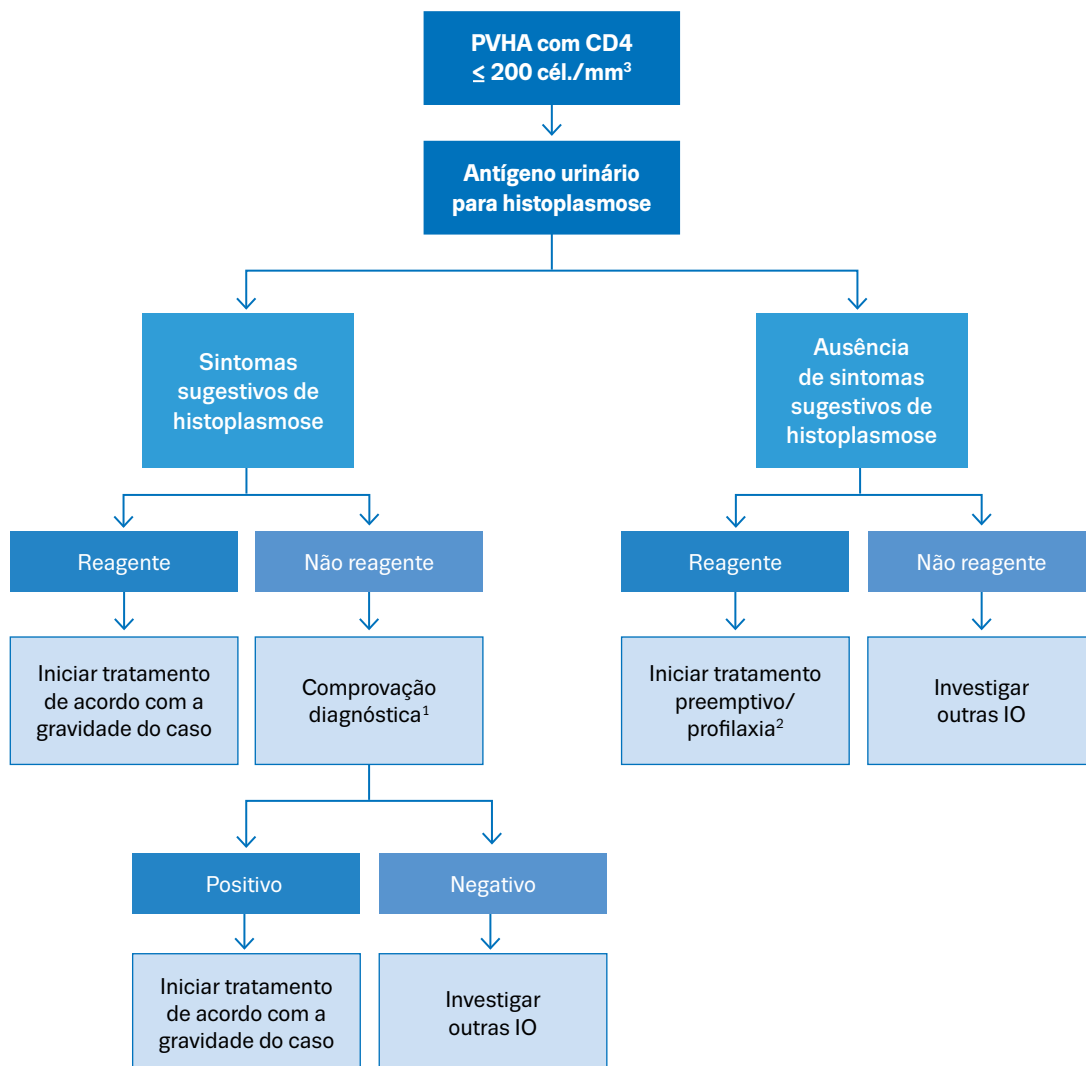 PVHA com CD4
≤ 200 cél./mm³
Antígeno urinário
para histoplasmose
Sintomas
sugestivos de
histoplasmose
Ausência
de sintomas
sugestivos de
histoplasmose
Reagente
Não reagente
Reagente
Não reagente
Iniciar tratamento
de acordo com a
gravidade do caso
Comprovação
diagnóstica¹
Iniciar tratamento
preemptivo/
profilaxia²
Investigar
outras IO
Positivo
Negativo
Iniciar tratamento
de acordo com a
gravidade do caso
Investigar
outras IO